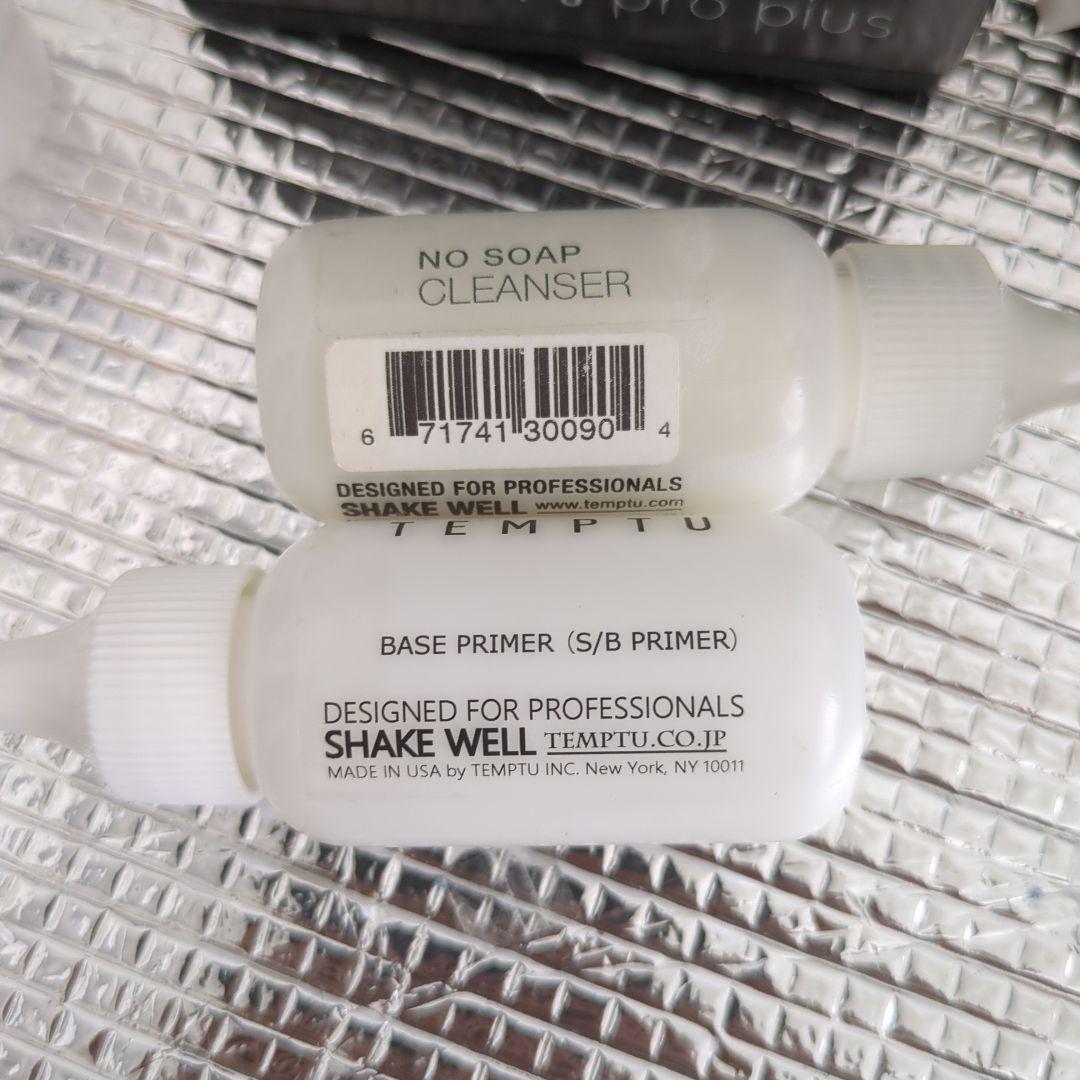 pro plus
NO SOAP
CLEANSER
6 71741 30090 4
DESIGNED FOR PROFESSIONALS
SHAKE WELL www.temptu.com
TEMPTU
BASE PRIMER (S/B PRIMER)
DESIGNED FOR PROFESSIONALS
SHAKE WELL TEMPTU.CO.JP
MADE IN USA by TEMPTU INC. New York, NY 10011